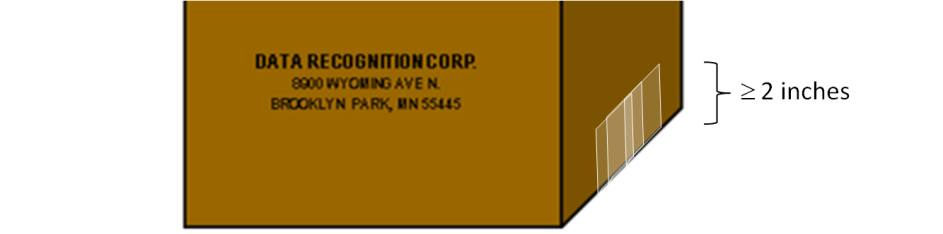 DATA RECOGNITION CORP.
8900 WYOMING AVE N.
BROOKLYN PARK, MN 55445
≥ 2 inches